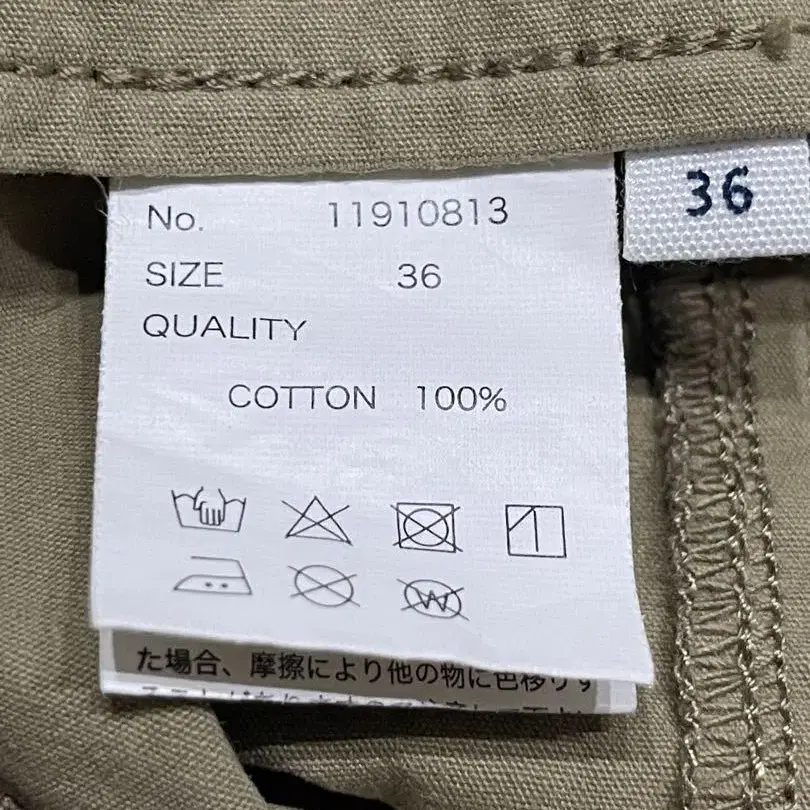 No. 11910813
36
SIZE 36
QUALITY
COTTON 100%
W
た場合、摩擦により他の物に色移りす